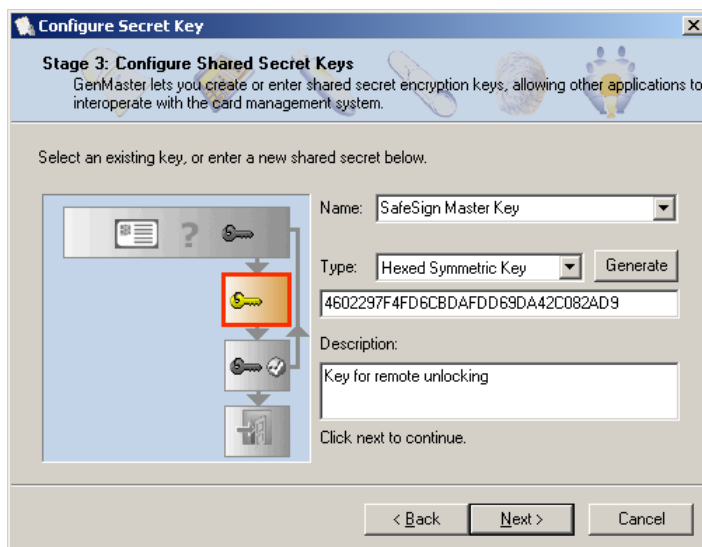 Configure Secret Key
Stage 3: Configure Shared Secret Keys
GenMaster lets you create or enter shared secret encryption keys, allowing other applications to
interoperate with the card management system.
Select an existing key, or enter a new shared secret below.
Name: SafeSign Master Key
?
Type: Hexed Symmetric Key Generate
4602297F4FD6CBDAFDD69DA42C082AD9
Description:
Key for remote unlocking
Click next to continue.
< Back Next > Cancel